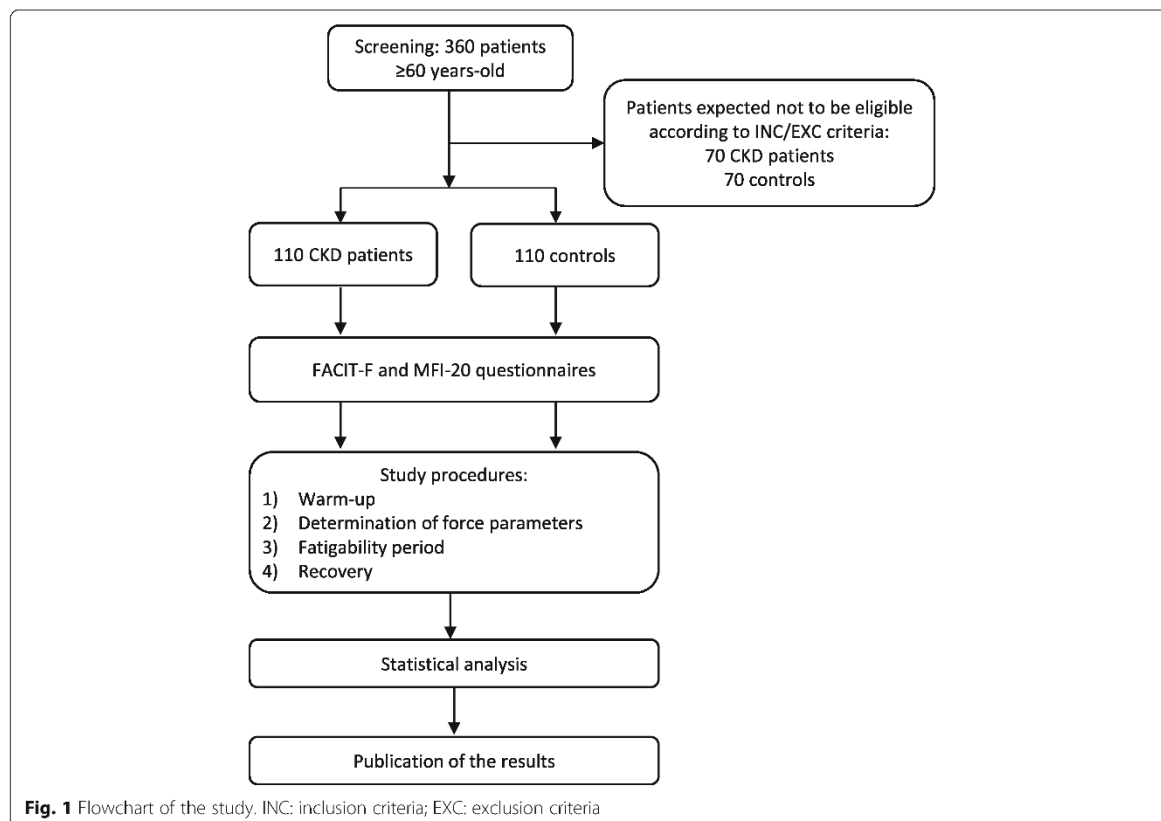 Screening: 360 patients
≥60 years-old
Patients expected not to be eligible
according to INC/EXC criteria:
70 CKD patients
70 controls
110 CKD patients
110 controls
FACIT-F and MFI-20 questionnaires
Study procedures:
1) Warm-up
2) Determination of force parameters
3) Fatigability period
4) Recovery
Statistical analysis
Publication of the results
Fig. 1 Flowchart of the study. INC: inclusion criteria; EXC: exclusion criteria